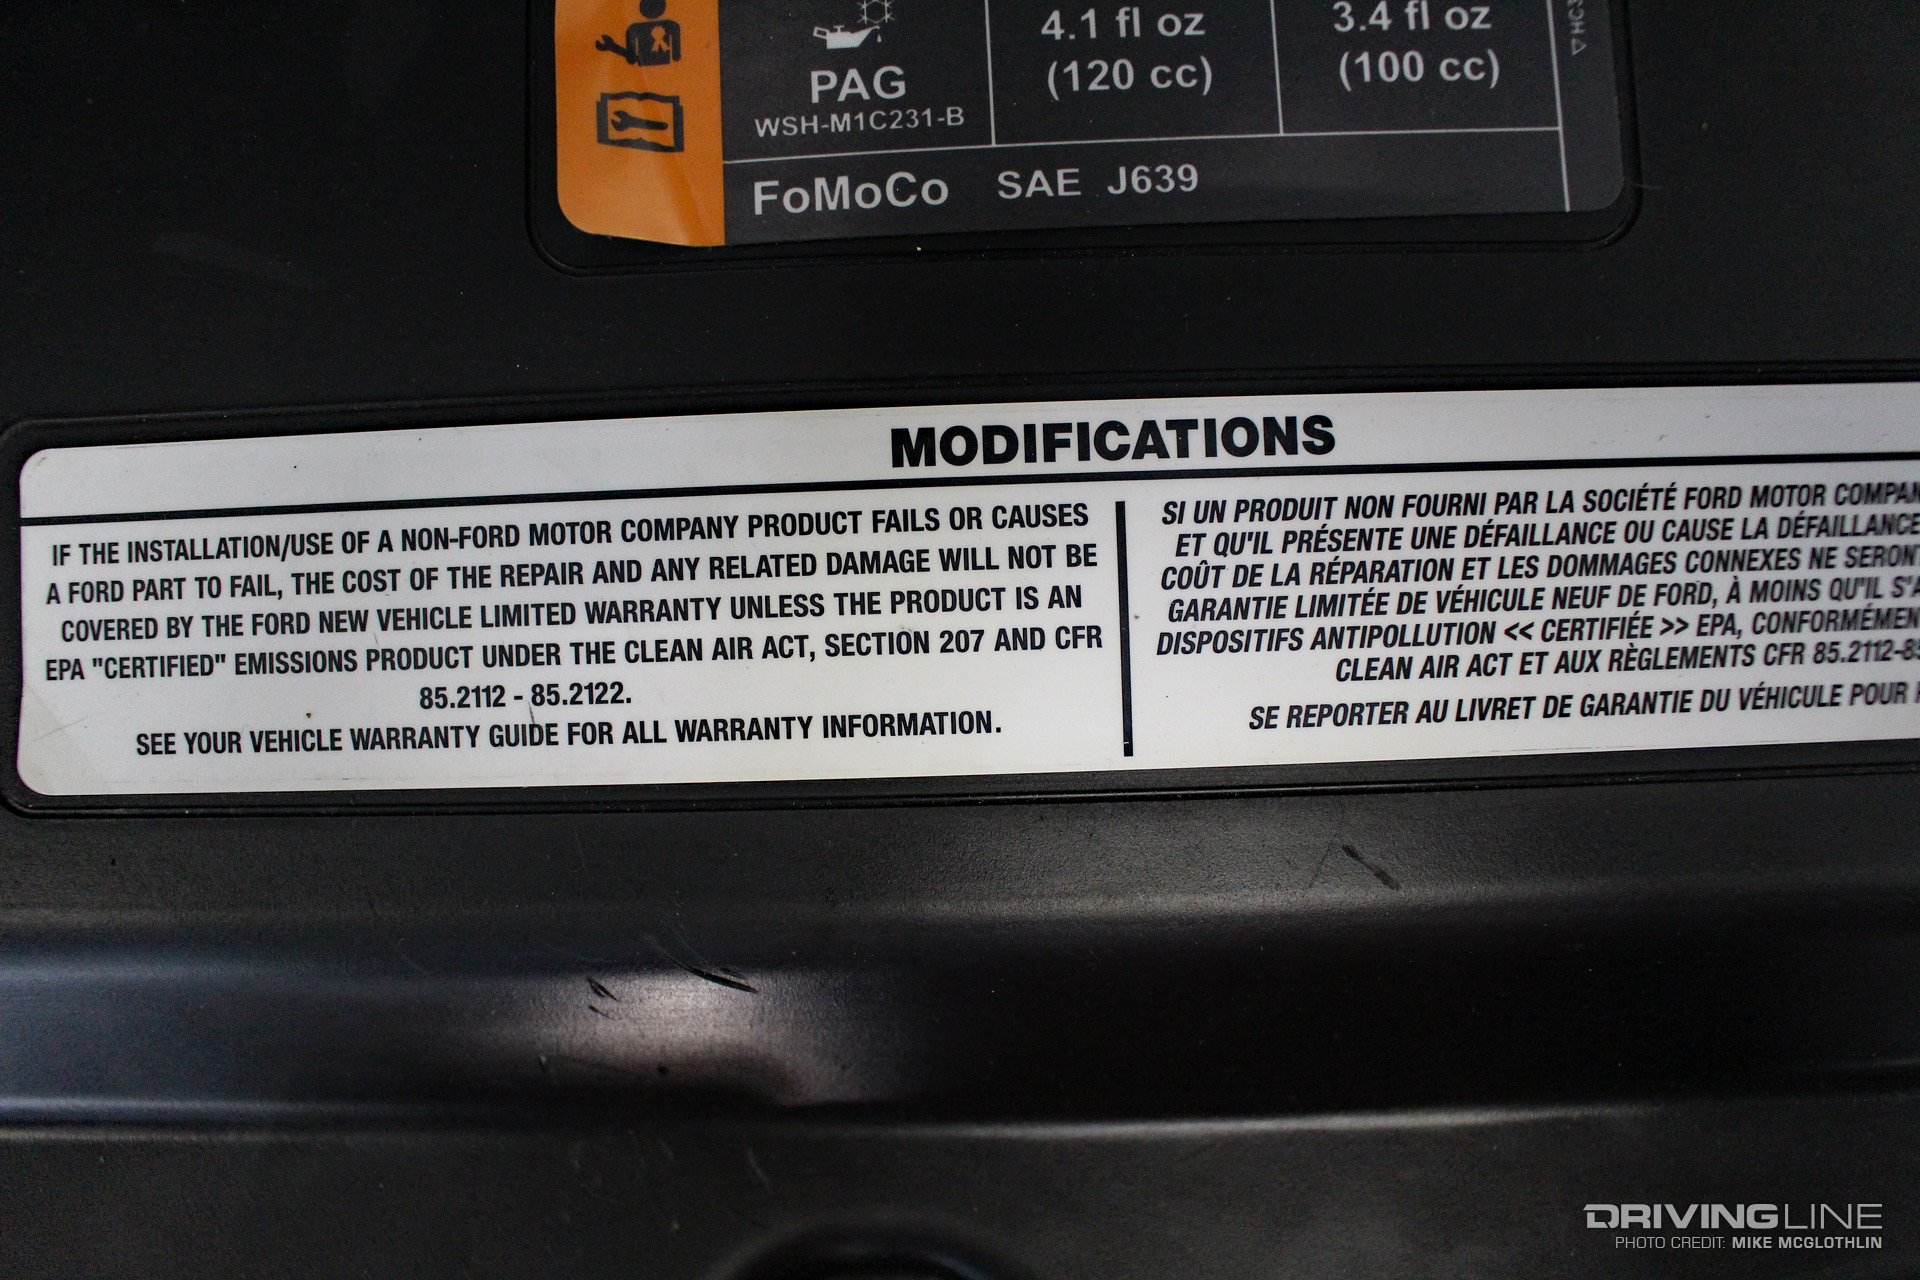 4.1 fl oz
3.4 fl oz
PAG
(120 cc)
(100 cc)
WSH-M1C231-B
FoMoCo SAE J639
MODIFICATIONS
IF THE INSTALLATION/USE OF A NON-FORD MOTOR COMPANY PRODUCT FAILS OR CAUSES
A FORD PART TO FAIL, THE COST OF THE REPAIR AND ANY RELATED DAMAGE WILL NOT BE
COVERED BY THE FORD NEW VEHICLE LIMITED WARRANTY UNLESS THE PRODUCT IS AN
EPA "CERTIFIED" EMISSIONS PRODUCT UNDER THE CLEAN AIR ACT, SECTION 207 AND CFR
85.2112 - 85.2122.
SEE YOUR VEHICLE WARRANTY GUIDE FOR ALL WARRANTY INFORMATION.
SI UN PRODUIT NON FOURNI PAR LA SOCIÉTÉ FORD MOTOR
ET QU'IL PRÉSENTE UNE DÉFAILLANCE OU CAUSE LA DÉFAILLANCE
COÛT DE LA RÉPARATION ET LES DOMMAGES CONNEXES NE
GARANTIE LIMITÉE DE VÉHICULE NEUF DE FORD, À MOINS QU'IL
DISPOSITIFS ANTIPOLLUTION << CERTIFIÉE >> EPA,
CLEAN AIR ACT ET AUX RÈGLEMENTS CFR
SE REPORTER AU LIVRET DE GARANTIE DU VÉHICULE POUR
DRIVINGLINE
PHOTO CREDIT: MIKE MCGLOTHLIN